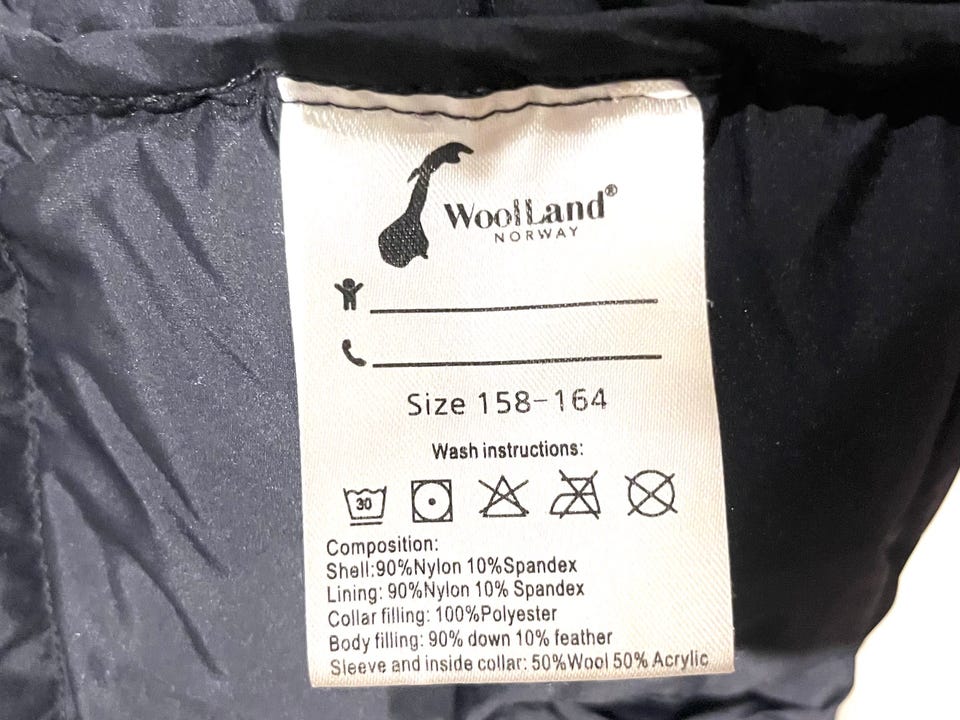 WoolLand®
NORWAY
Size 158-164
Wash instructions:
30
Composition:
Shell:90%Nylon 10%Spandex
Lining: 90%Nylon 10% Spandex
Collar filling: 100%Polyester
Body filling: 90% down 10% feather
Sleeve and inside collar: 50%Wool 50% Acrylic